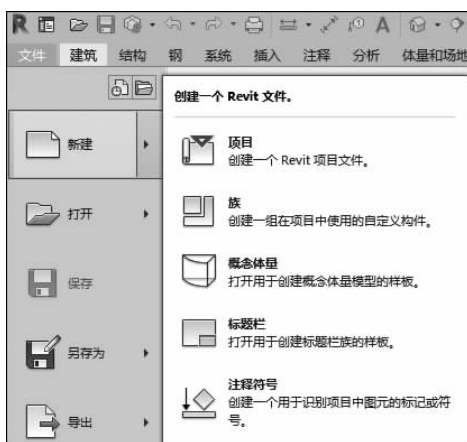 文件 建筑 结构 钢 系统 插入 注释 分析 体量和场地
创建一个 Revit 文件。
新建
项目
创建一个 Revit 项目文件。
打开
族
创建一组在项目中使用的自定义构件。
保存
概念体量
打开用于创建概念体量模型的样板。
另存为
标题栏
打开用于创建标题栏族的样板。
导出
注释符号
创建一个用于识别项目中图元的标记或符
号。